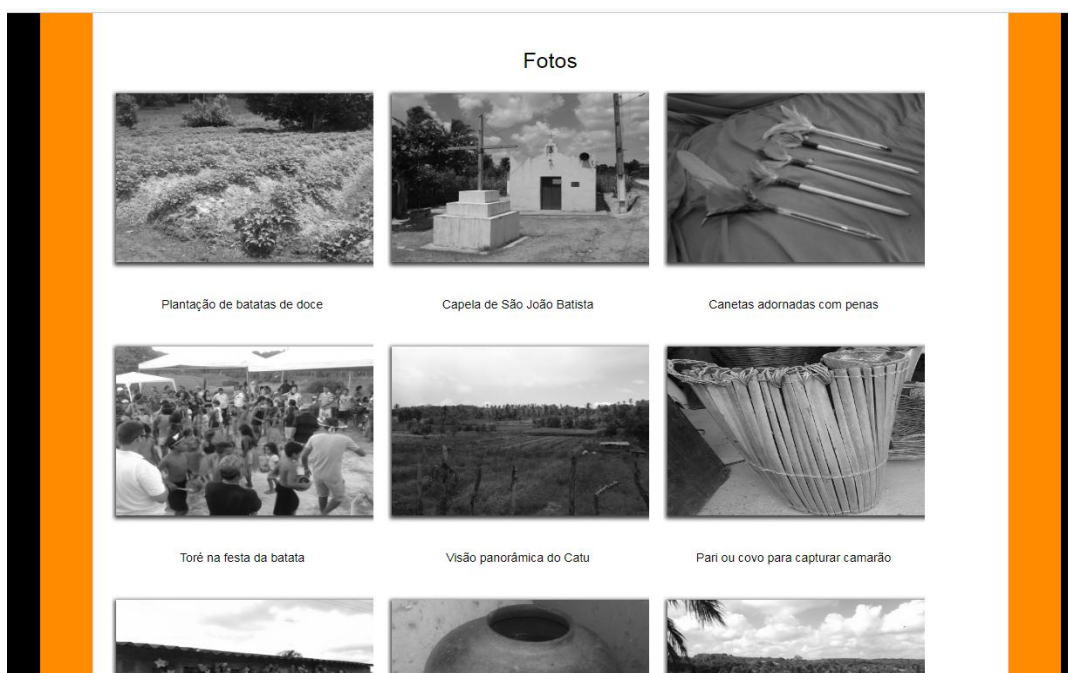 Fotos
Plantação de batatas de doce
Capela de São João Batista
Canetas adornadas com penas
Toré na festa da batata
Visão panorâmica do Catu
Pari ou covo para capturar camarão